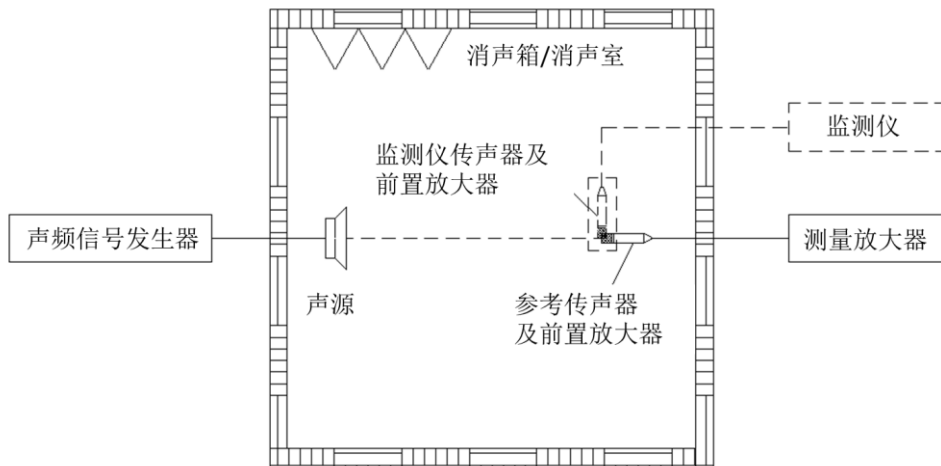 消声箱/消声室
监测仪
监测仪传声器及
前置放大器
声频信号发生器
测量放大器
声源
参考传声器
及前置放大器